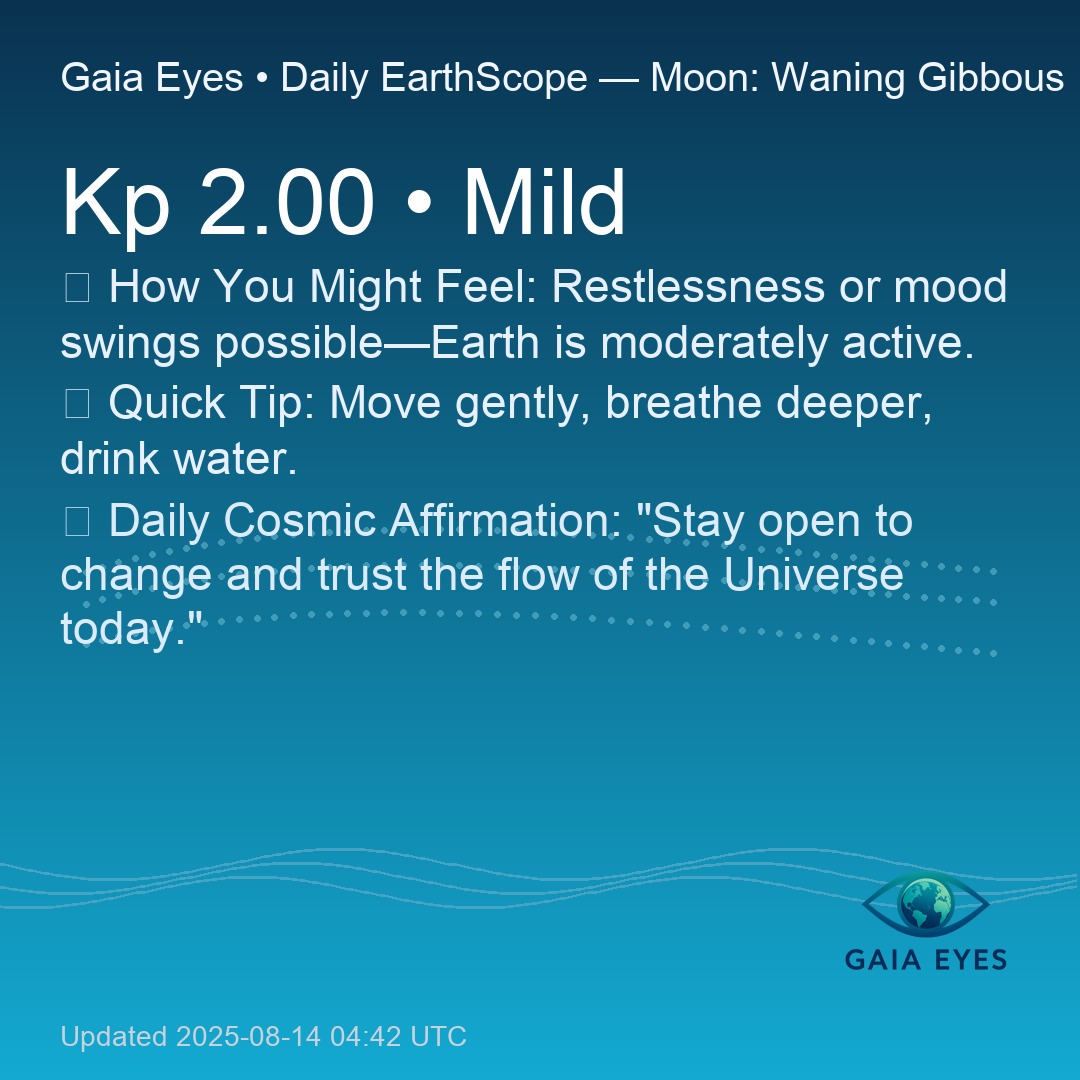 Gaia Eyes • Daily EarthScope — Moon: Waning Gibbous
Kp 2.00 • Mild
□ How You Might Feel: Restlessness or mood
swings possible—Earth is moderately active.
□ Quick Tip: Move gently, breathe deeper,
drink water.
□ Daily Cosmic Affirmation: "Stay open to
change and trust the flow of the Universe
today."
GAIA EYES
Updated 2025-08-14 04:42 UTC